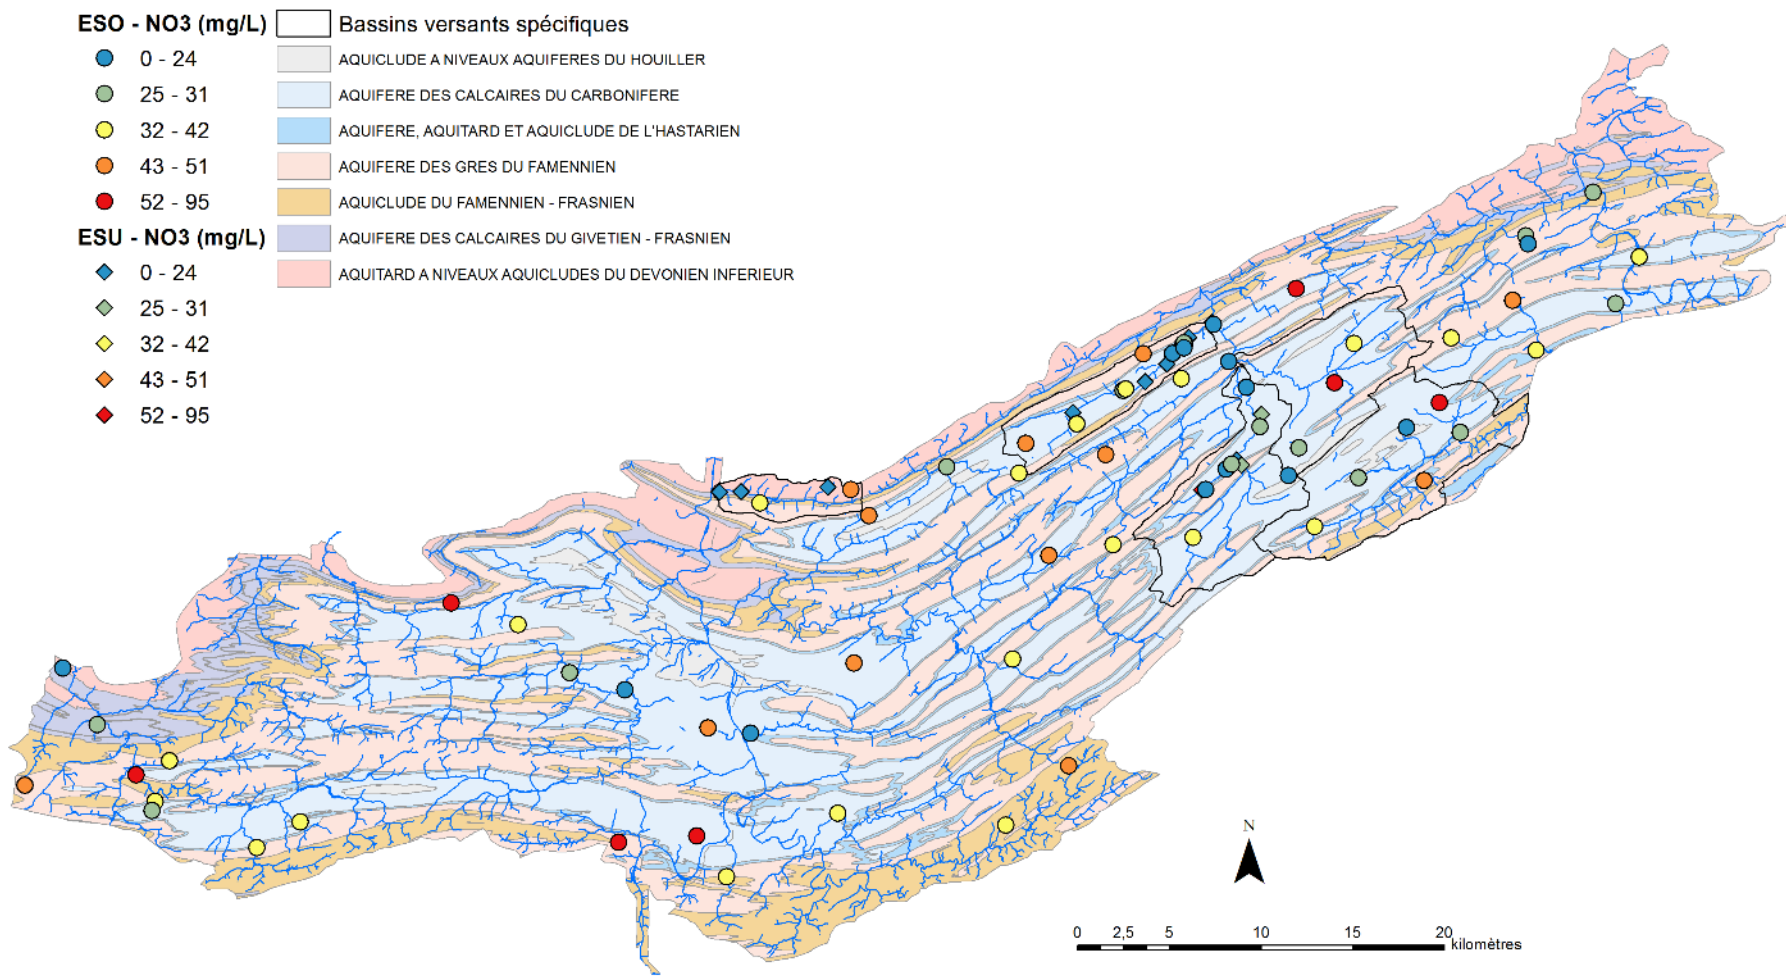 ESO - NO3 (mg/L)
0 - 24
25 - 31
32 - 42
43 - 51
52 - 95
ESU - NO3 (mg/L)
0 - 24
25 - 31
32 - 42
43 - 51
52 - 95
Bassins versants spécifiques
AQUICLUDE A NIVEAUX AQUIFERES DU HOUILLER
AQUIFERE DES CALCAIRES DU CARBONIFERE
AQUIFERE, AQUITARD ET AQUICLUDE DE L'HASTARIEN
AQUIFERE DES GRES DU FAMENNIEN
AQUICLUDE DU FAMENNIEN - FRASNIEN
AQUIFERE DES CALCAIRES DU GIVETIEN - FRASNIEN
AQUITARD A NIVEAUX AQUICLUDES DU DEVONIEN INFERIEUR
N
0 2,5 5 10 15 20
kilomètres